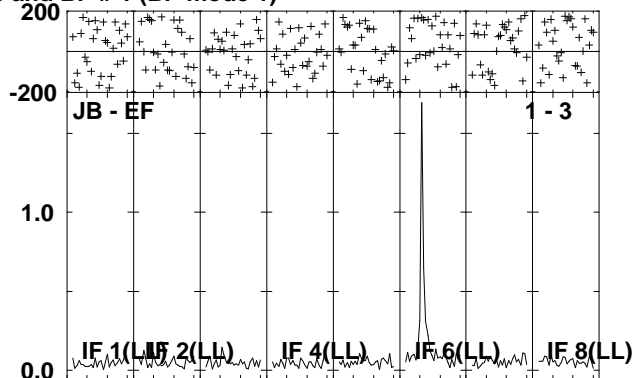 200
-200
JB - EF 1 - 3
1.0
IF 1(LL) IF 2(LL) IF 4(LL) IF 6(LL) IF 8(LL)
0.0